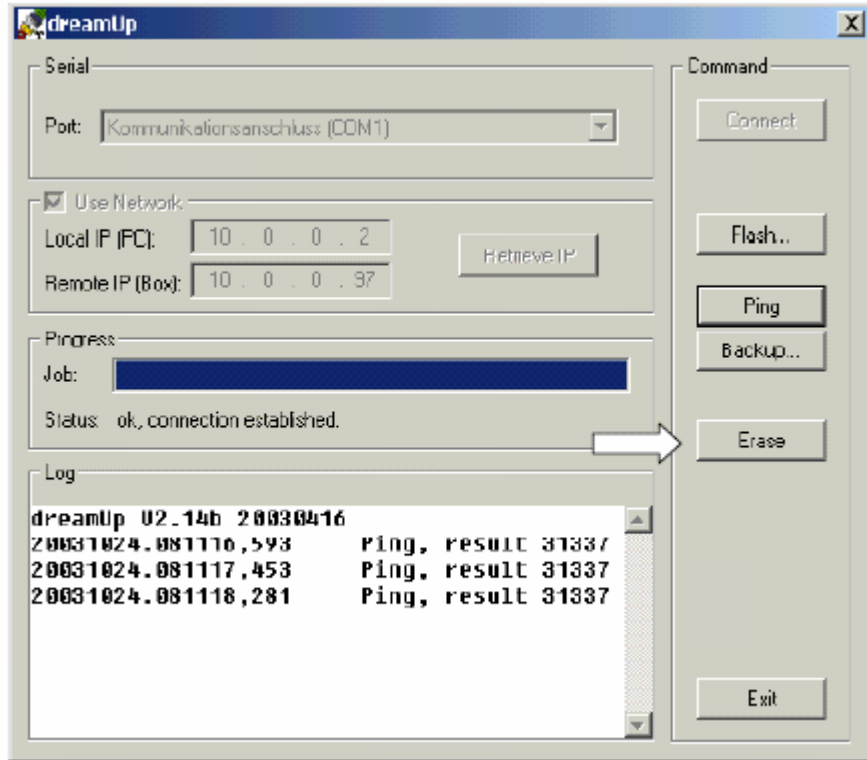 dreamUp
Serial
Port: Kommunikationsanschluss (COM1)
Use Network
Local IP (PC): 10 . 0 . 0 . 2
Remote IP (Box): 10 . 0 . 0 . 97
Retrieve IP
Progress
Job:
Status: ok, connection established.
Log
dreamUp V2.14b 20030416
20031024.081116,593 Ping, result 31337
20031024.081117,453 Ping, result 31337
20031024.081118,281 Ping, result 31337
Command
Connect
Flash...
Ping
Backup...
Erase
Exit